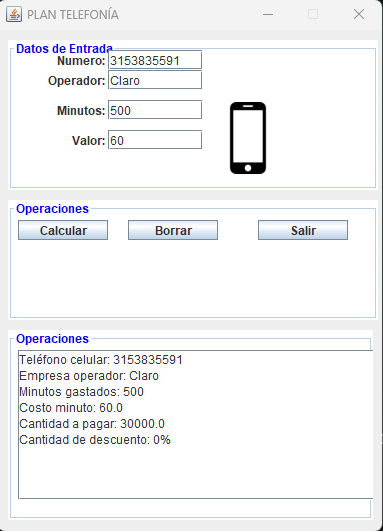 PLAN TELEFONÍA
Datos de Entrada
Numero: 3153835591
Operador: Claro
Minutos: 500
Valor: 60
Operaciones
Calcular Borrar Salir
Operaciones
Teléfono celular: 3153835591
Empresa operador: Claro
Minutos gastados: 500
Costo minuto: 60.0
Cantidad a pagar: 30000.0
Cantidad de descuento: 0%